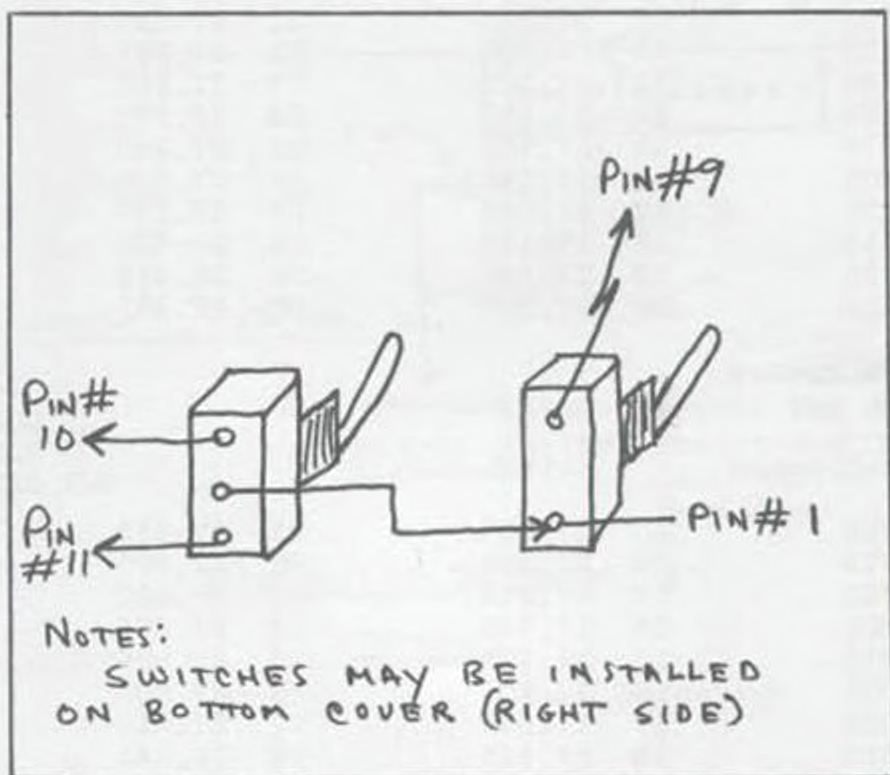 PIN#9
PIN#
10
PIN
#11
PIN# 1
NOTES:
SWITCHES MAY BE INSTALLED
ON BOTTOM COVER (RIGHT SIDE)